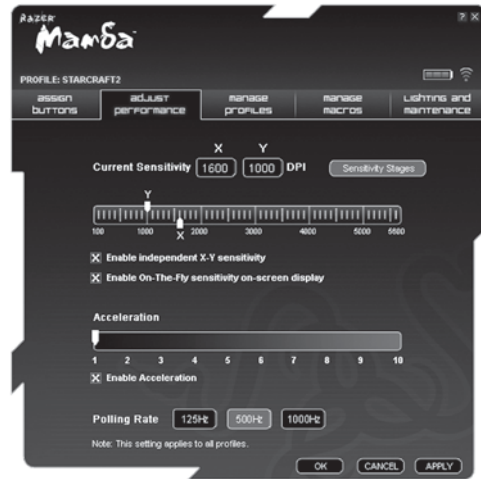 RAZER
Mamba
? X
PROFILE: STARCRAFT2
assign buttons
adjust performance
manage profiles
manage macros
Lighting and maintenance
X Y
Current Sensitivity 1600 1000 DPI Sensitivity Stages
Y
100 1000 2000 3000 4000 5000 5600
X
X Enable independent X-Y sensitivity
X Enable On-The-Fly sensitivity on-screen display
Acceleration
1 2 3 4 5 6 7 8 9 10
X Enable Acceleration
Polling Rate 125Hz 500Hz 1000Hz
Note: This setting applies to all profiles.
OK CANCEL APPLY